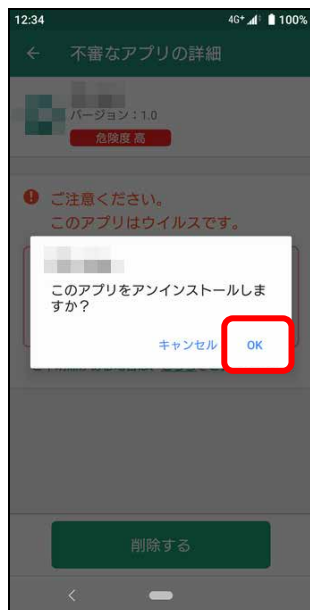 12:34 4G+ 100%
不審なアプリの詳細
バージョン：1.0
危険度 高
ご注意ください。
このアプリはウイルスです。
このアプリをアンインストールしま
すか？
キャンセル OK
削除する